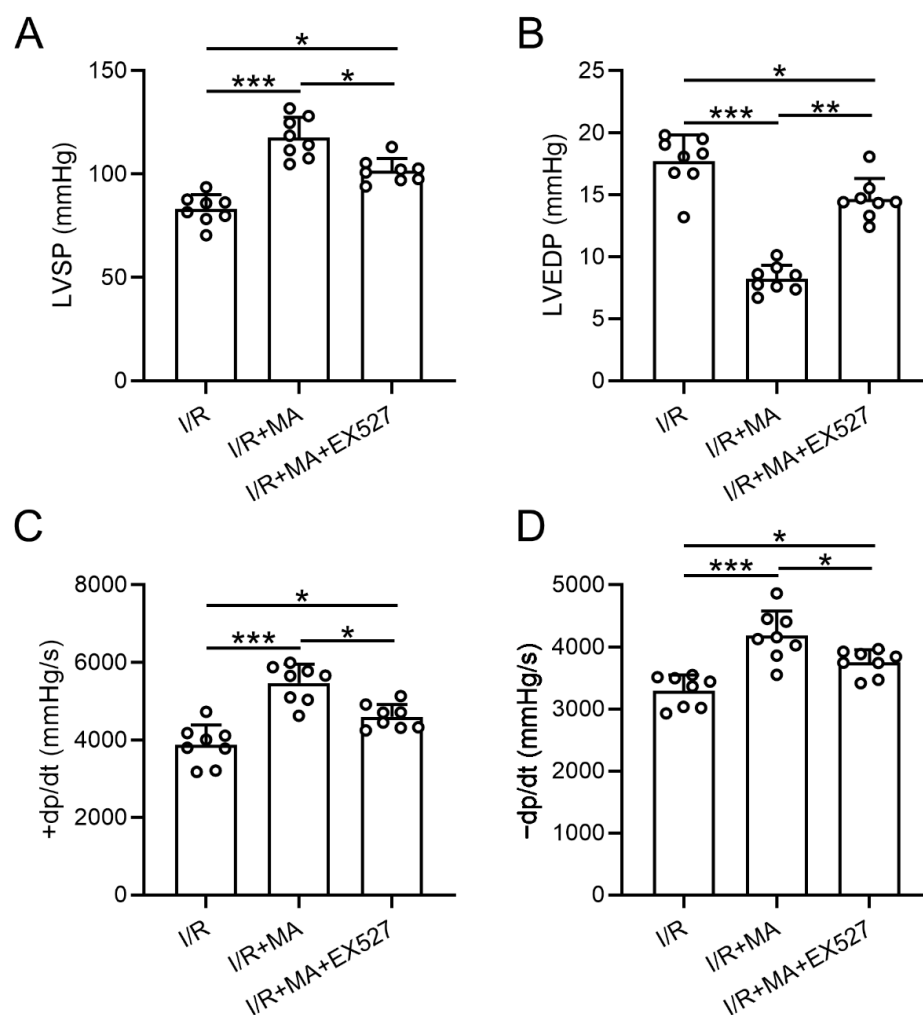 A
*
***
*
LVSP (mmHg)
150
100
50
0
I/R
I/R+MA
I/R+MA+EX527
B
*
***
**
LVEDP (mmHg)
25
20
15
10
5
0
I/R
I/R+MA
I/R+MA+EX527
C
*
***
*
+dp/dt (mmHg/s)
8000
6000
4000
2000
0
I/R
I/R+MA
I/R+MA+EX527
D
*
***
*
−dp/dt (mmHg/s)
5000
4000
3000
2000
1000
0
I/R
I/R+MA
I/R+MA+EX527